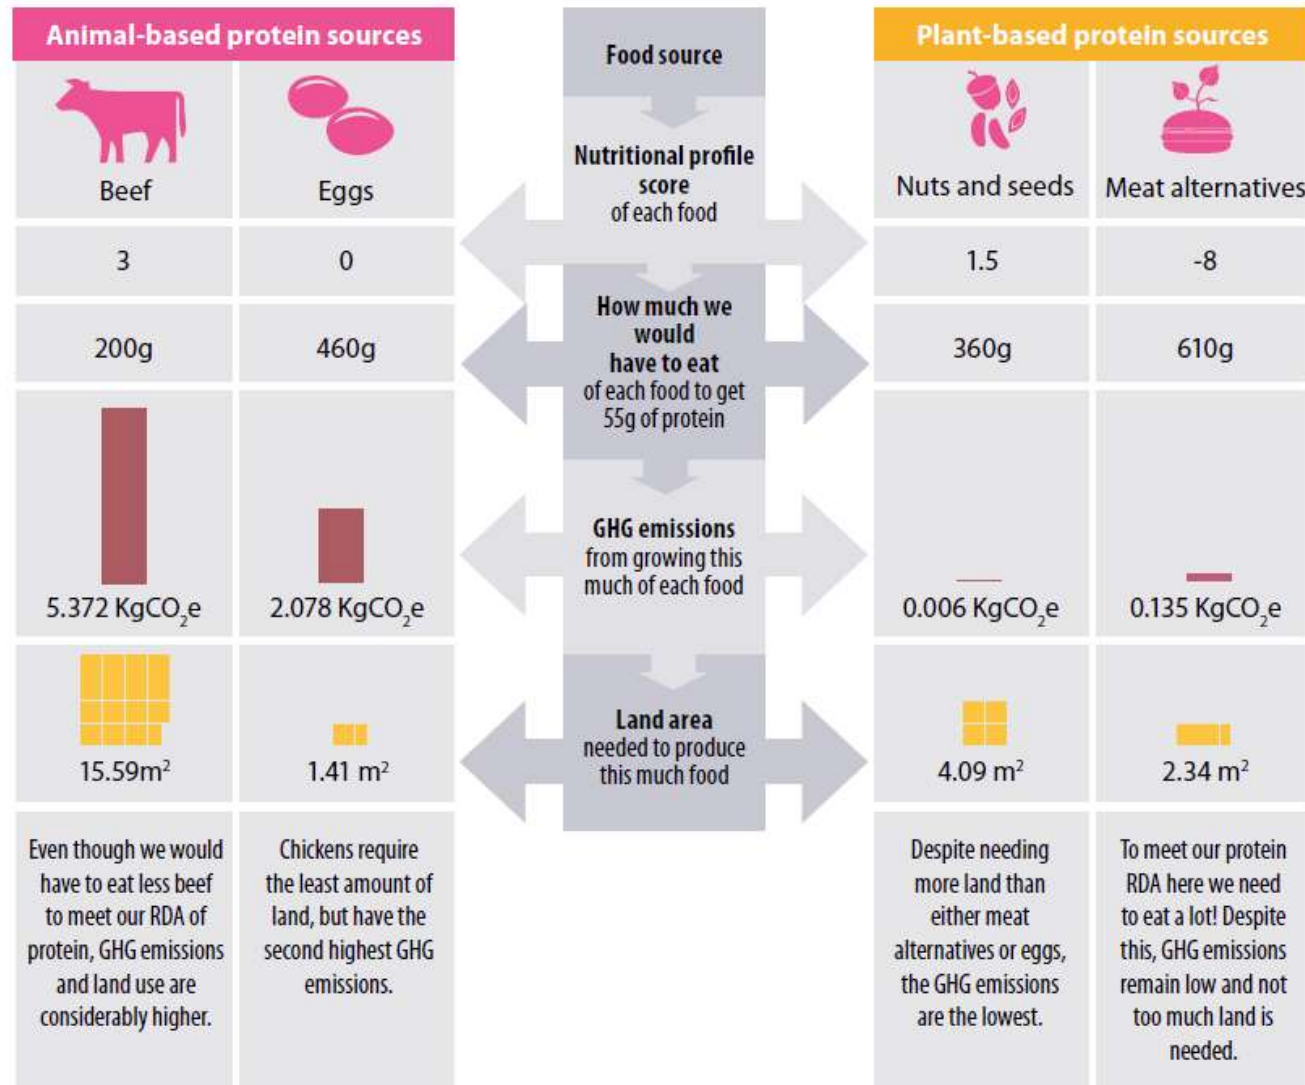 Animal-based protein sources
Beef
Eggs
3
0
200g
460g
5.372 KgCO₂e
2.078 KgCO₂e
15.59m²
1.41 m²
Even though we would
have to eat less beef
to meet our RDA of
protein, GHG emissions
and land use are
considerably higher.
Chickens require
the least amount of
land, but have the
second highest GHG
emissions.
Food source
Nutritional profile
score
of each food
How much we
would
have to eat
of each food to get
55g of protein
GHG emissions
from growing this
much of each food
Land area
needed to produce
this much food
Plant-based protein sources
Nuts and seeds
Meat alternatives
1.5
-8
360g
610g
0.006 KgCO₂e
0.135 KgCO₂e
4.09 m²
2.34 m²
Despite needing
more land than
either meat
alternatives or eggs,
the GHG emissions
are the lowest.
To meet our protein
RDA here we need
to eat a lot! Despite
this, GHG emissions
remain low and not
too much land is
needed.